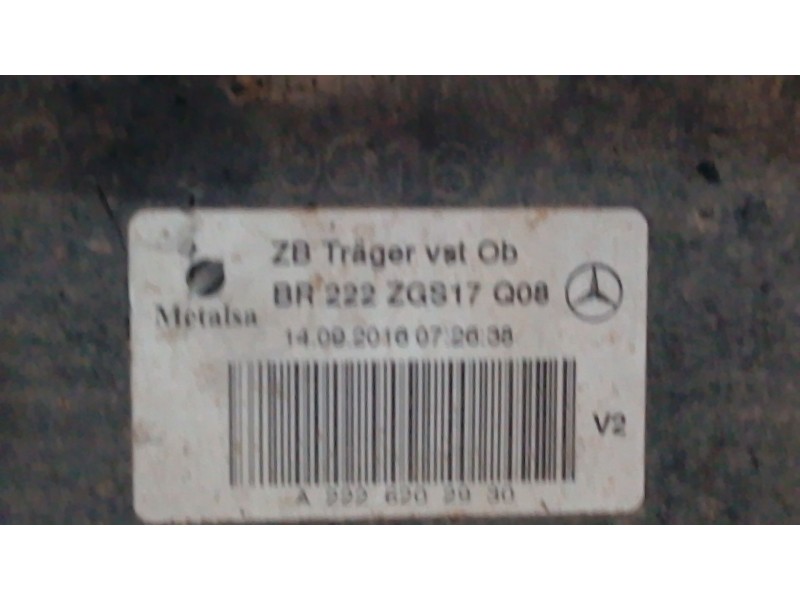 ZB Träger vst Ob
BR 222 ZGS17 Q08
Metalsa
14.09.2016 07:26:38
V2
A 222 620 29 30